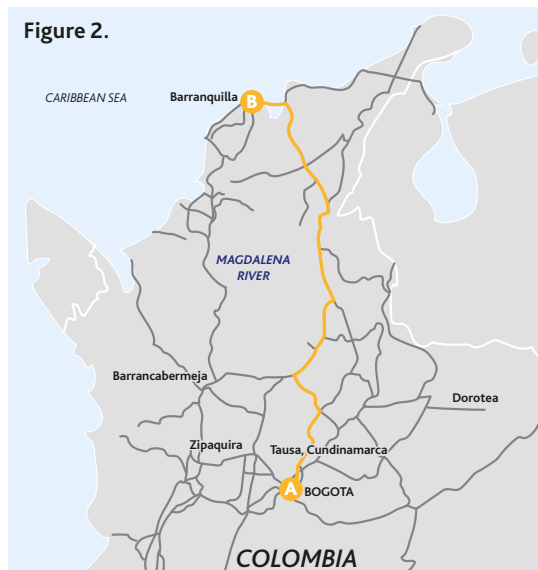 Figure 2.
CARIBBEAN SEA
Barranquilla
B
MAGDALENA
RIVER
Barrancabermeja
Dorotea
Zipaquira
Tausa, Cundinamarca
A
BOGOTA
COLOMBIA